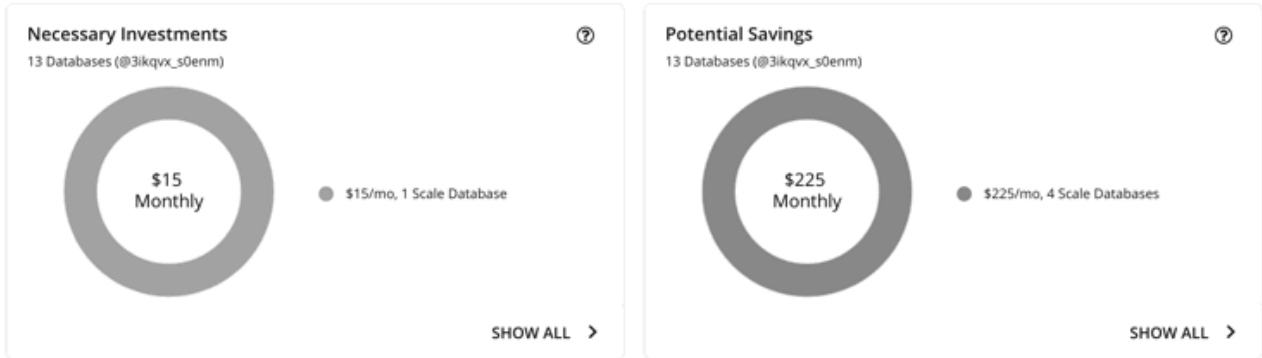 Necessary Investments
13 Databases (@3ikqvx_s0enm)
$15
Monthly
$15/mo, 1 Scale Database
SHOW ALL
Potential Savings
13 Databases (@3ikqvx_s0enm)
$225
Monthly
$225/mo, 4 Scale Databases
SHOW ALL